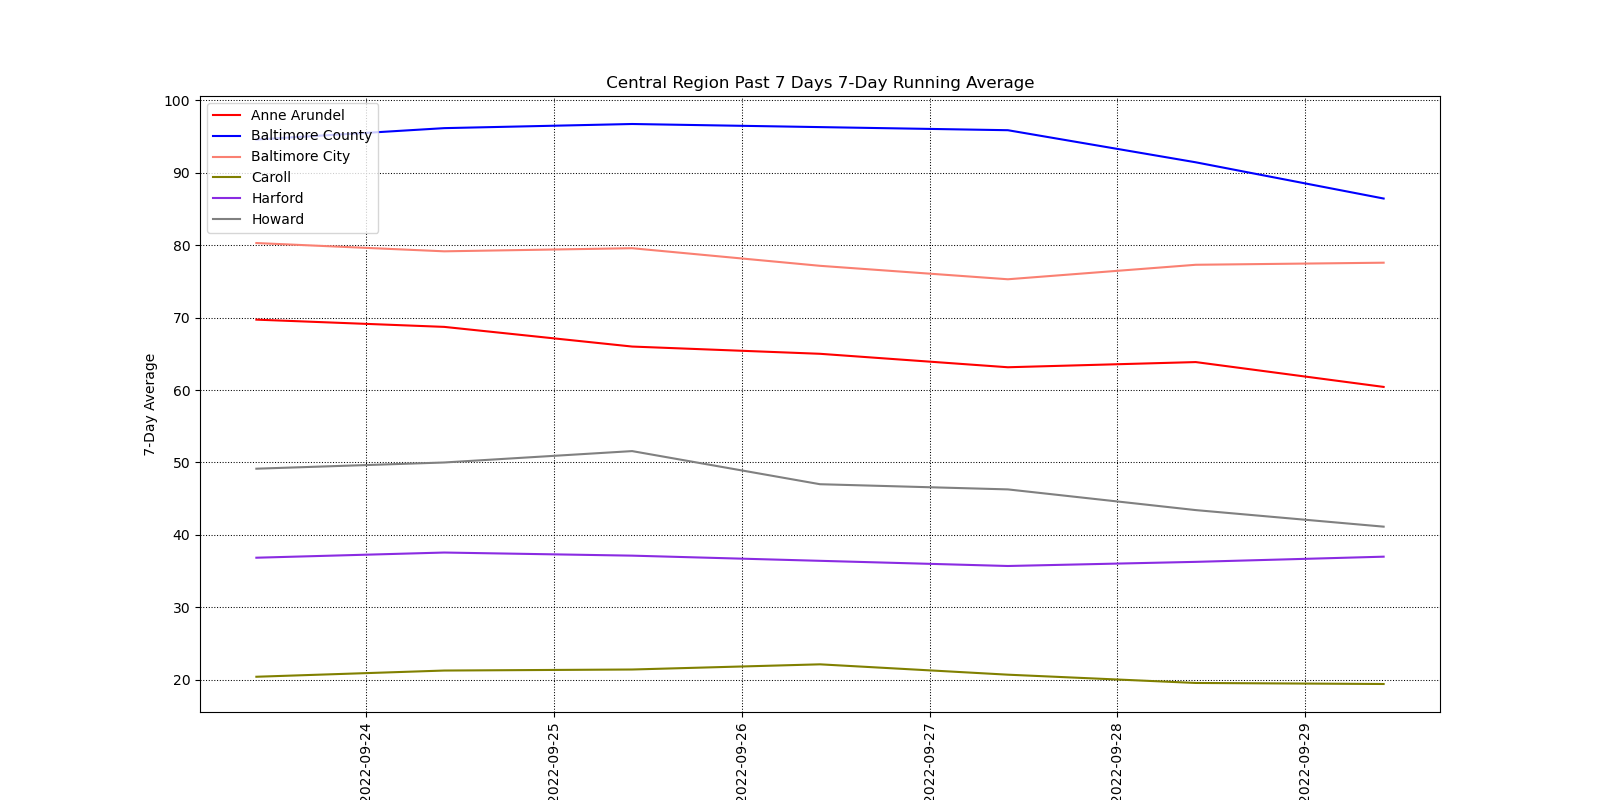 Central Region Past 7 Days 7-Day Running Average
Anne Arundel
Baltimore County
Baltimore City
Caroll
Harford
Howard
7-Day Average
100
90
80
70
60
50
40
30
20
2022-09-24
2022-09-25
2022-09-26
2022-09-27
2022-09-28
2022-09-29